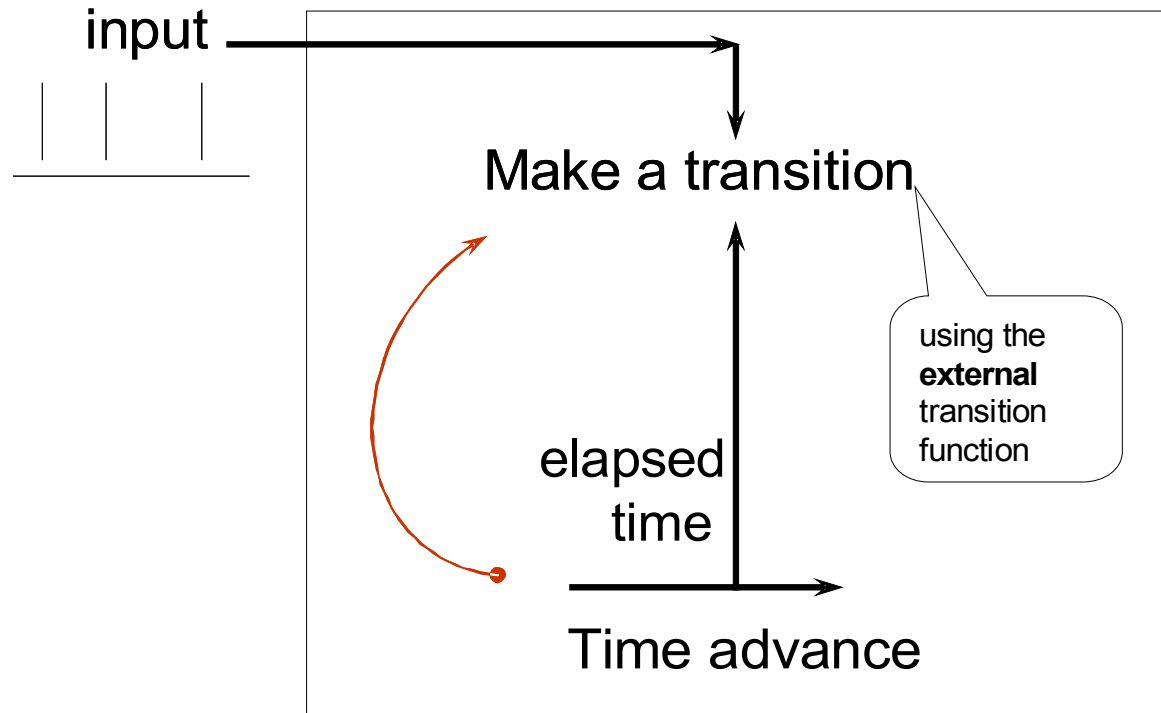 input
Make a transition
using the
external
transition
function
elapsed
time
Time advance